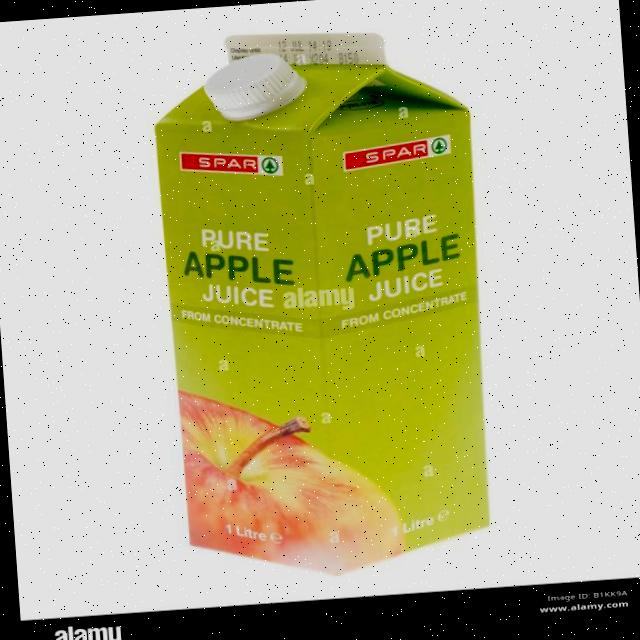 SPAR
PURE
APPLE
JUICE
FROM CONCENTRATE
1 Litre e
SPAR
PURE
APPLE
JUICE
FROM CONCENTRATE
1 Litre e
alamy
Image ID: B1KK9A
www.alamy.com
alamy